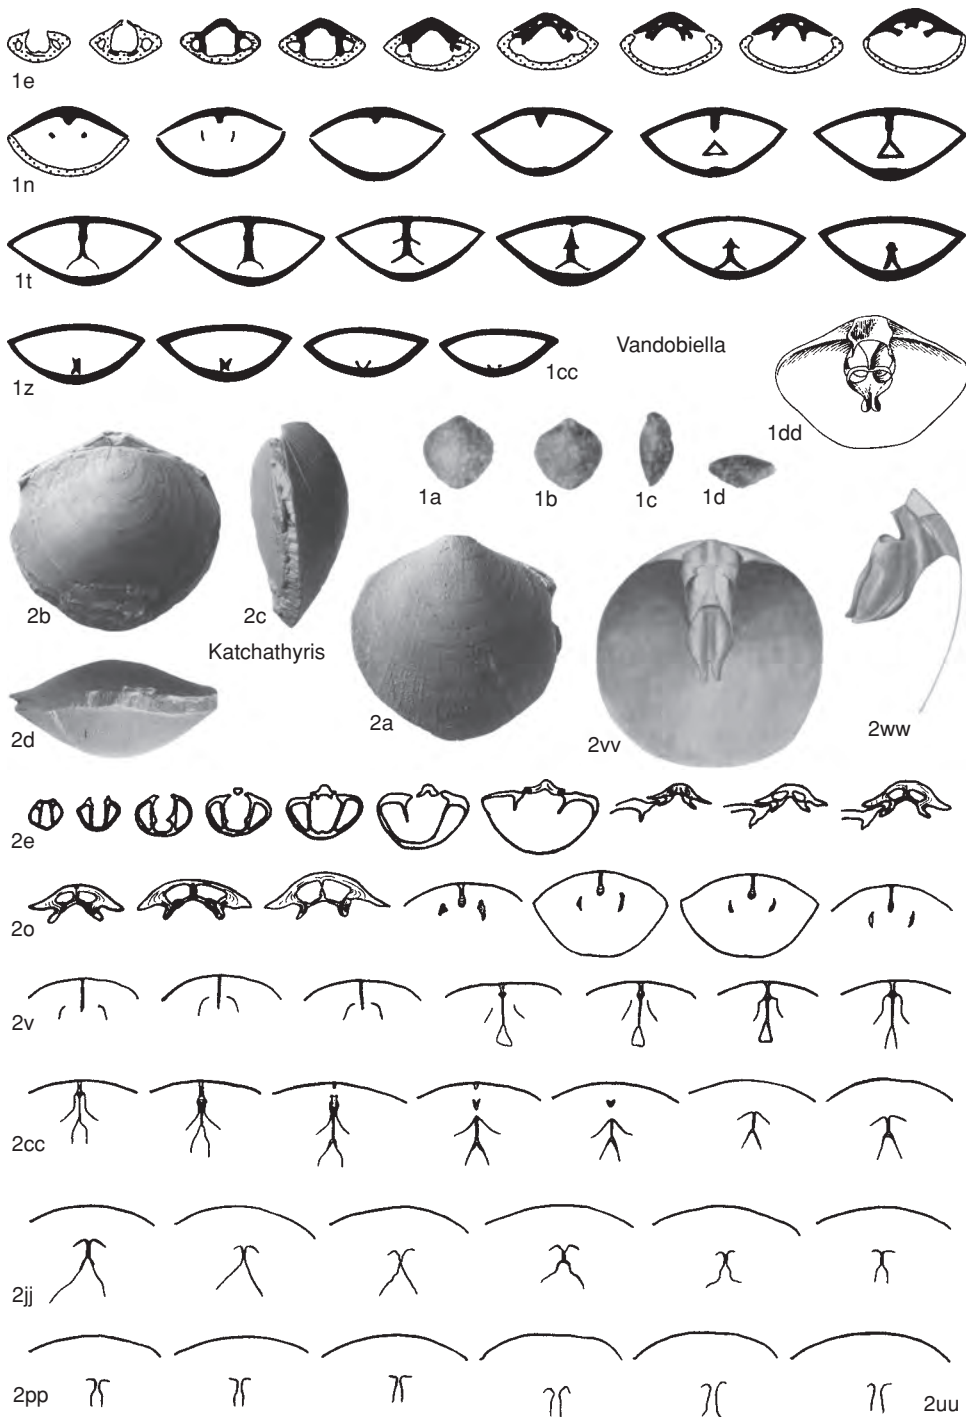 1e
1n
1t
1z
1cc
Vandobiella
1dd
1a
1b
1c
1d
2b
2c
Katchathyris
2d
2a
2vv
2ww
2e
2o
2v
2cc
2jj
2pp
2uu